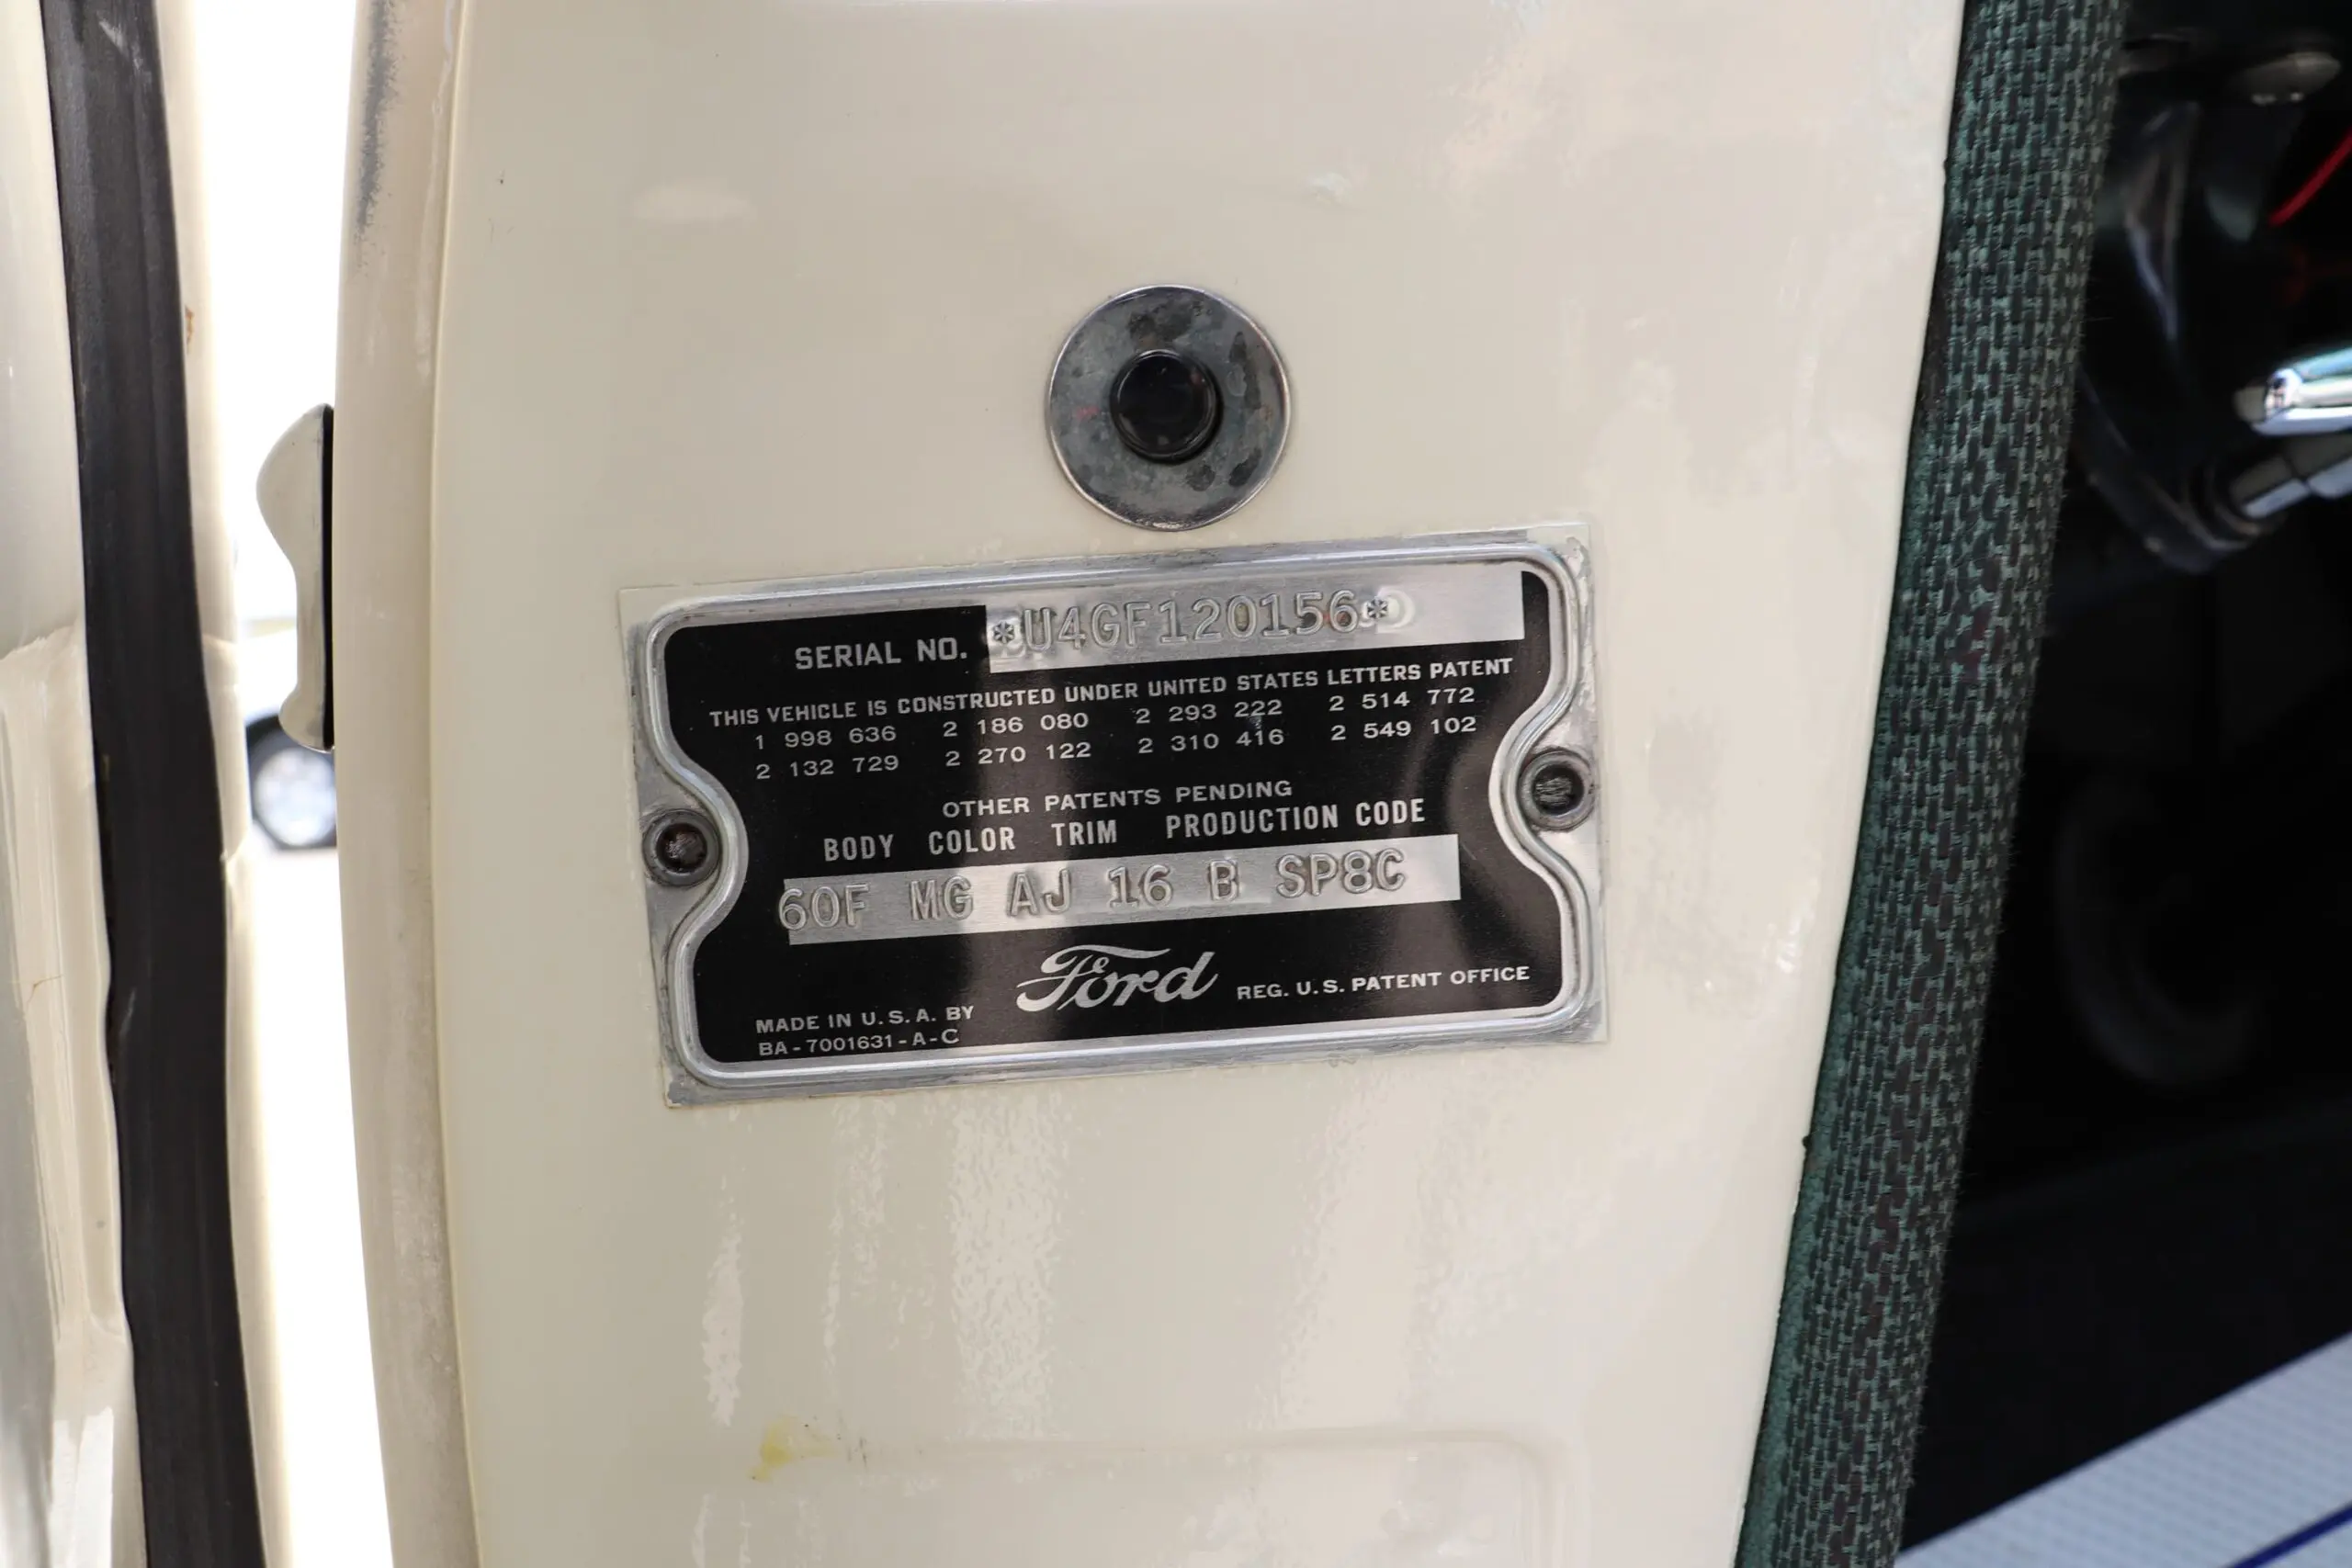 SERIAL NO. *U4GF120156*
THIS VEHICLE IS CONSTRUCTED UNDER UNITED STATES LETTERS PATENT
1 998 636 2 186 080 2 293 222 2 514 772
2 132 729 2 270 122 2 310 416 2 549 102
OTHER PATENTS PENDING
BODY COLOR TRIM PRODUCTION CODE
60F MG AJ 16 B SP8C
Ford REG. U.S. PATENT OFFICE
MADE IN U.S.A. BY
BA-7001631-A-C